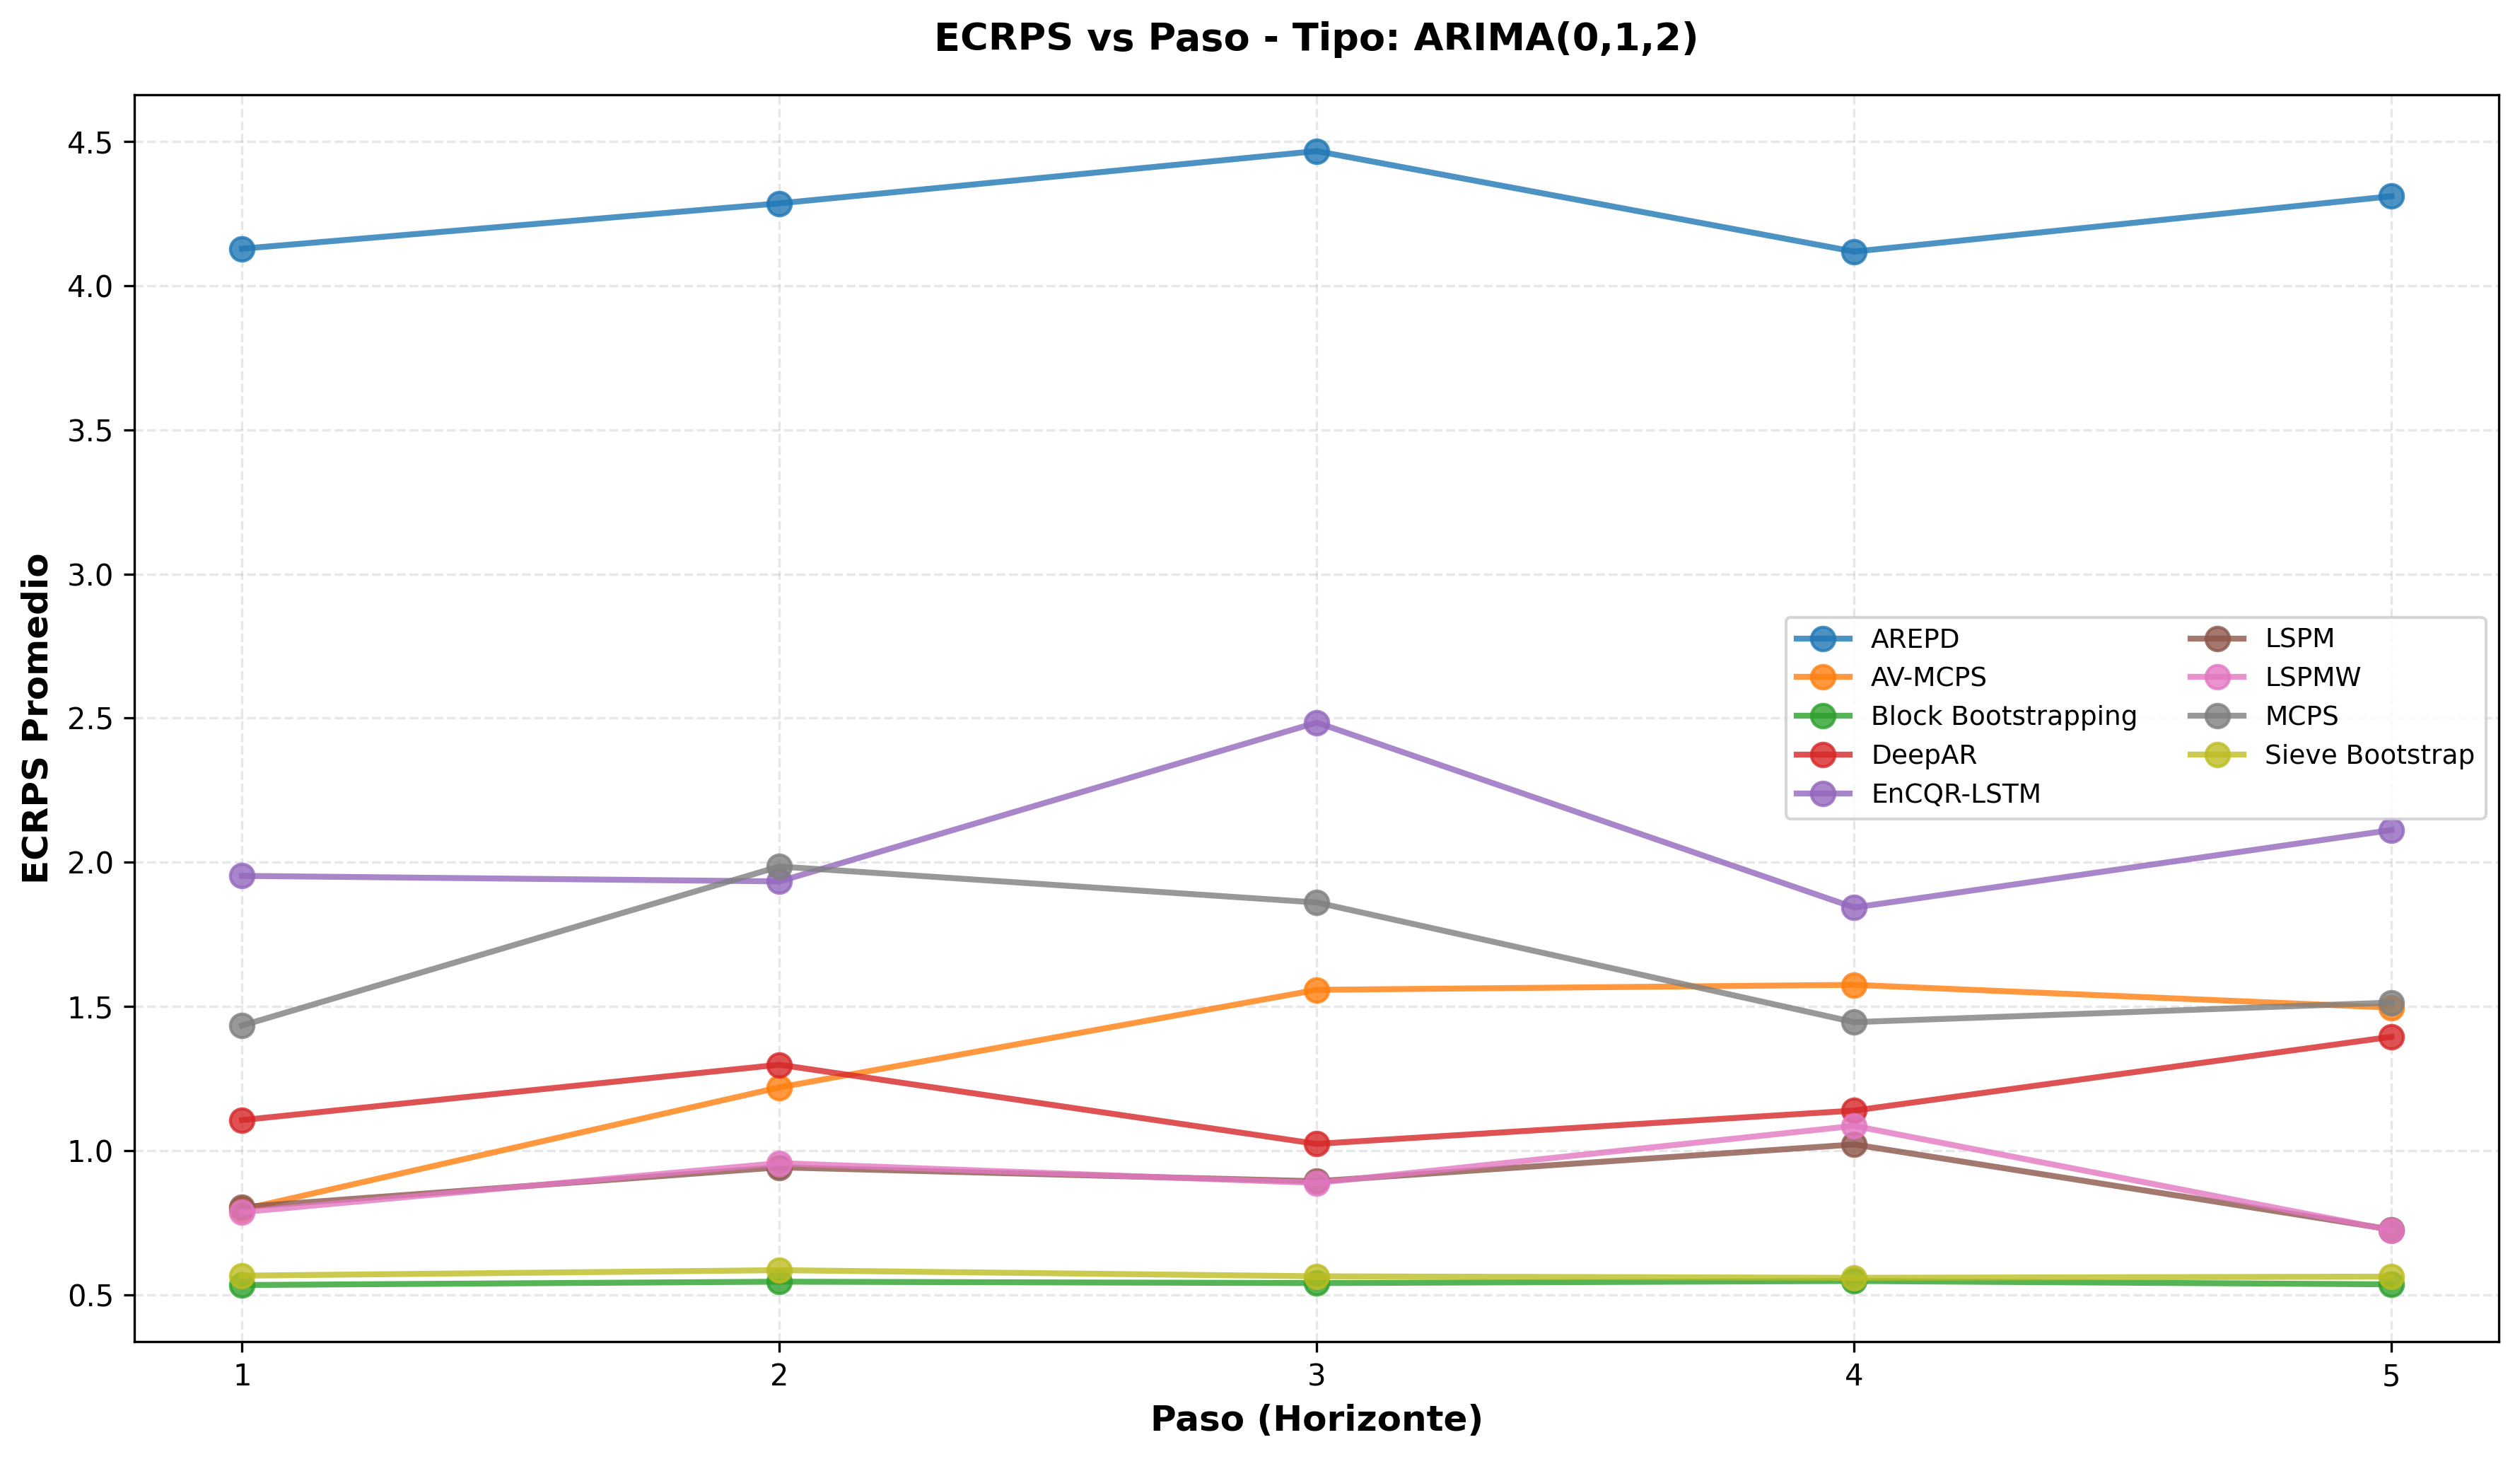 ECRPS vs Paso - Tipo: ARIMA(0,1,2)
ECRPS Promedio
4.5
4.0
3.5
3.0
2.5
2.0
1.5
1.0
0.5
AREPD
AV-MCPS
Block Bootstrapping
DeepAR
EnCQR-LSTM
LSPM
LSPMW
MCPS
Sieve Bootstrap
1 2 3 4 5
Paso (Horizonte)